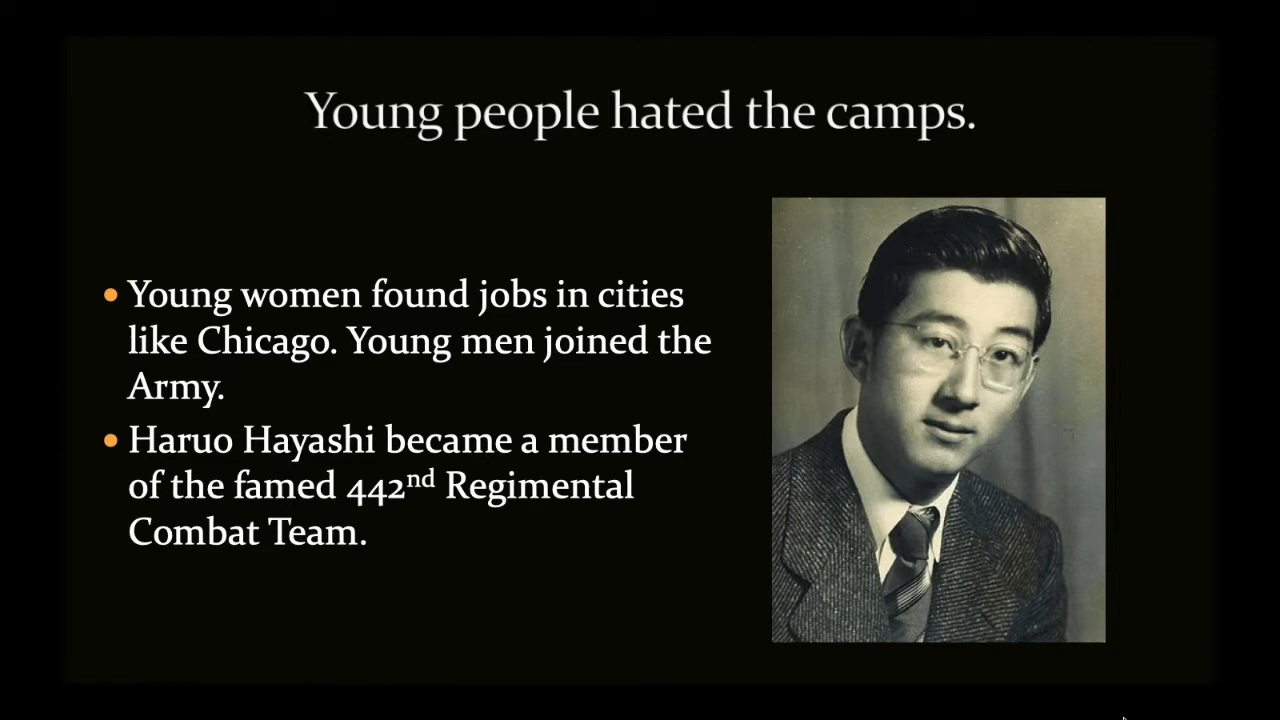 Young people hated the camps.
• Young women found jobs in cities
like Chicago. Young men joined the
Army.
• Haruo Hayashi became a member
of the famed 442nd Regimental
Combat Team.